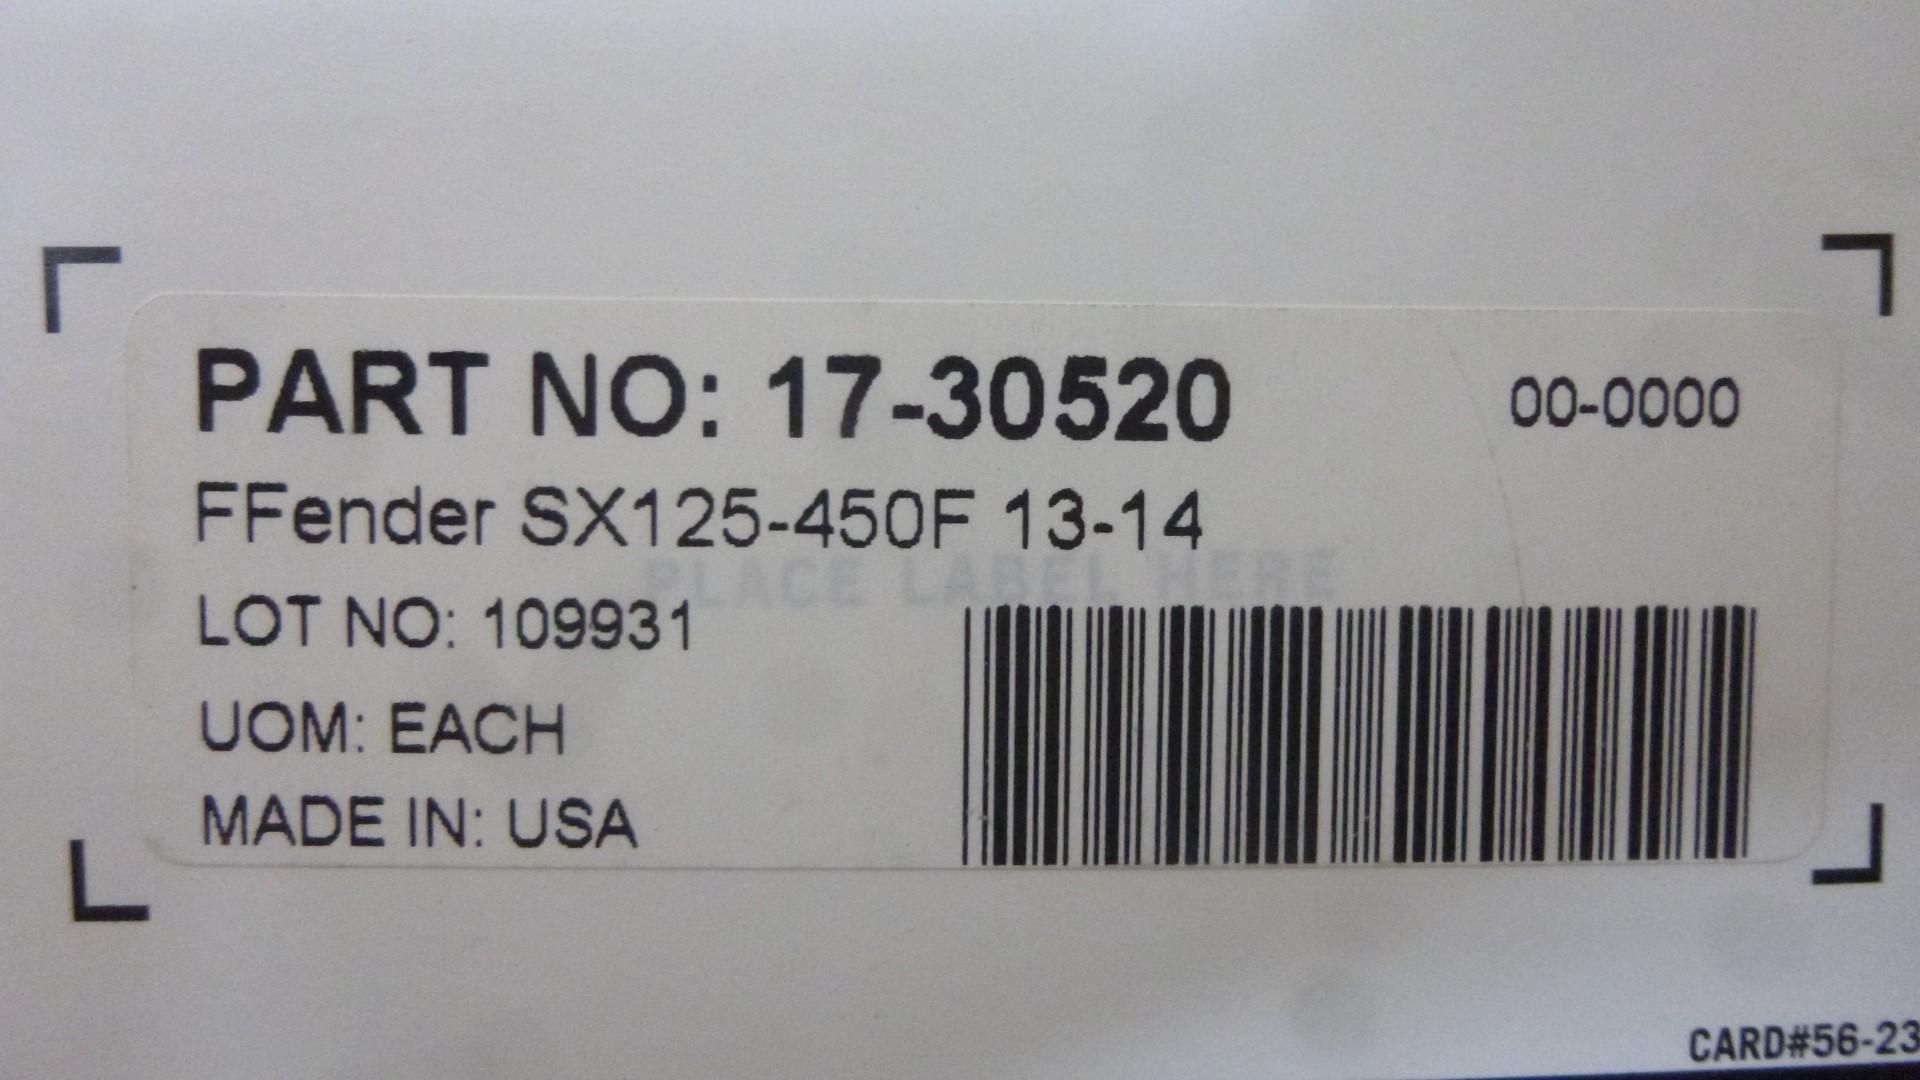 PART NO: 17-30520 00-0000
FFender SX125-450F 13-14
PLACE LABEL HERE
LOT NO: 109931
UOM: EACH
MADE IN: USA
CARD#56-23